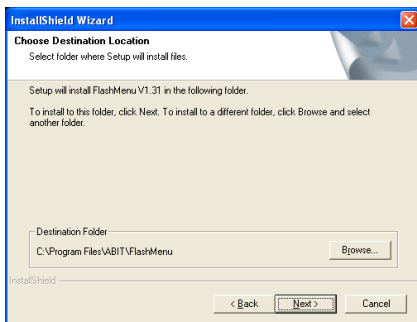 InstallShield Wizard
Choose Destination Location
Select folder where Setup will install files.
Setup will install FlashMenu V1.31 in the following folder.
To install to this folder, click Next. To install to a different folder, click Browse and select
another folder.
Destination Folder
C:\Program Files\ABIT\FlashMenu
Browse...
InstallShield
< Back
Next >
Cancel